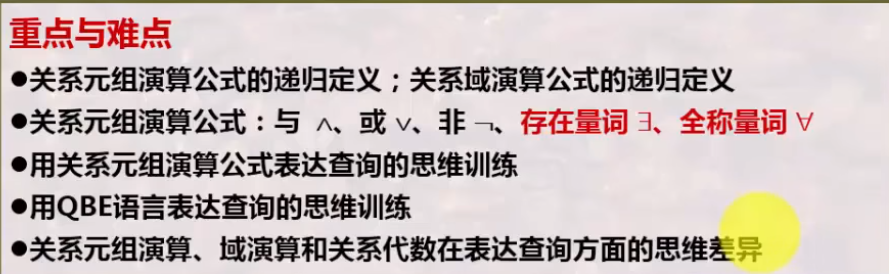 重点与难点
●关系元组演算公式的递归定义；关系域演算公式的递归定义
●关系元组演算公式：与 ∧、或 ∨、非 ¬、存在量词 ∃、全称量词 ∀
●用关系元组演算公式表达查询的思维训练
●用QBE语言表达查询的思维训练
●关系元组演算、域演算和关系代数在表达查询方面的思维差异